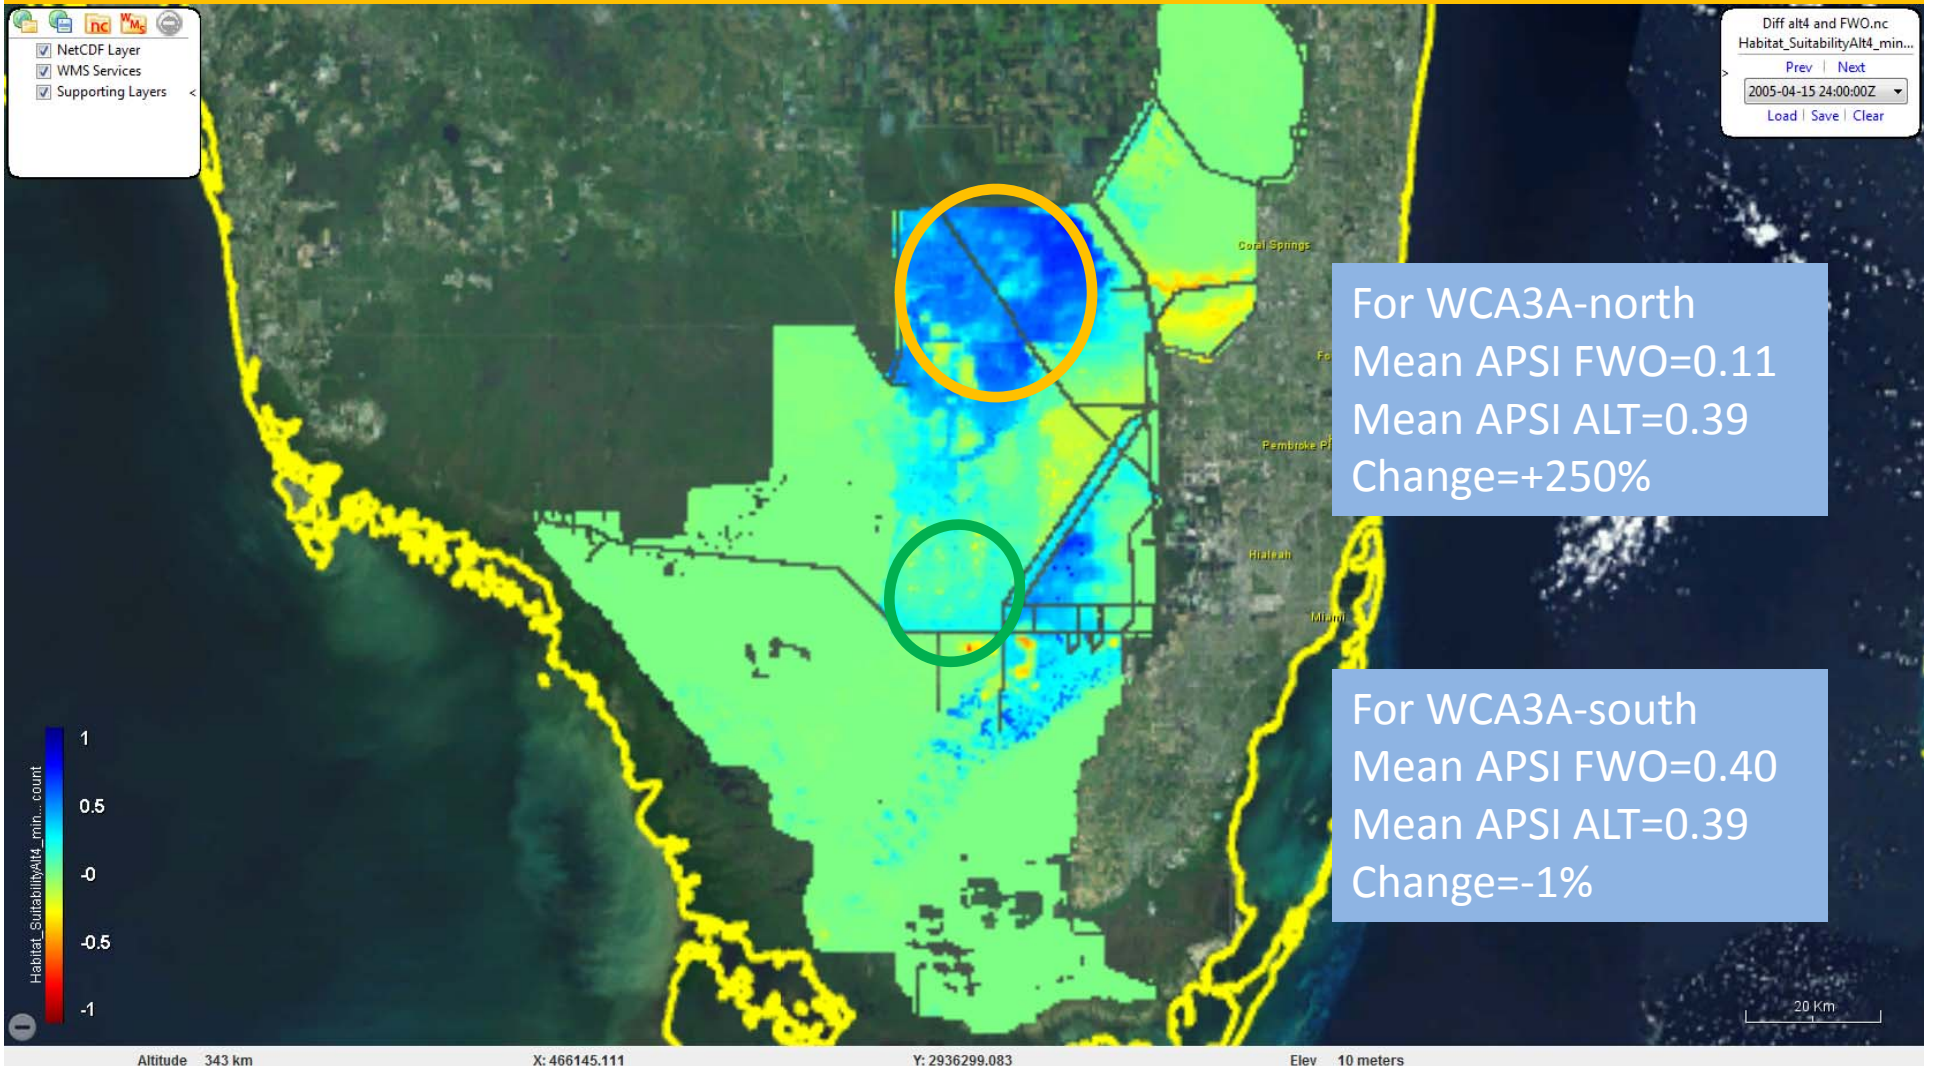 nc
WMS
NetCDF Layer
WMS Services
Supporting Layers
<
Diff alt4 and FWO.nc
Habitat_SuitabilityAlt4_min...
>
Prev | Next
2005-04-15 24:00:00Z
Load | Save | Clear
Coral Springs
For WCA3A-north
Mean APSI FWO=0.11
Mean APSI ALT=0.39
Change=+250%
Fo
Pembroke Pi
Hialeah
Miami
For WCA3A-south
Mean APSI FWO=0.40
Mean APSI ALT=0.39
Change=-1%
Habitat_SuitabilityAlt4_min... count
1
0.5
-0
-0.5
-1
20 Km
Altitude 343 km X: 466145.111 Y: 2936299.083 Elev 10 meters